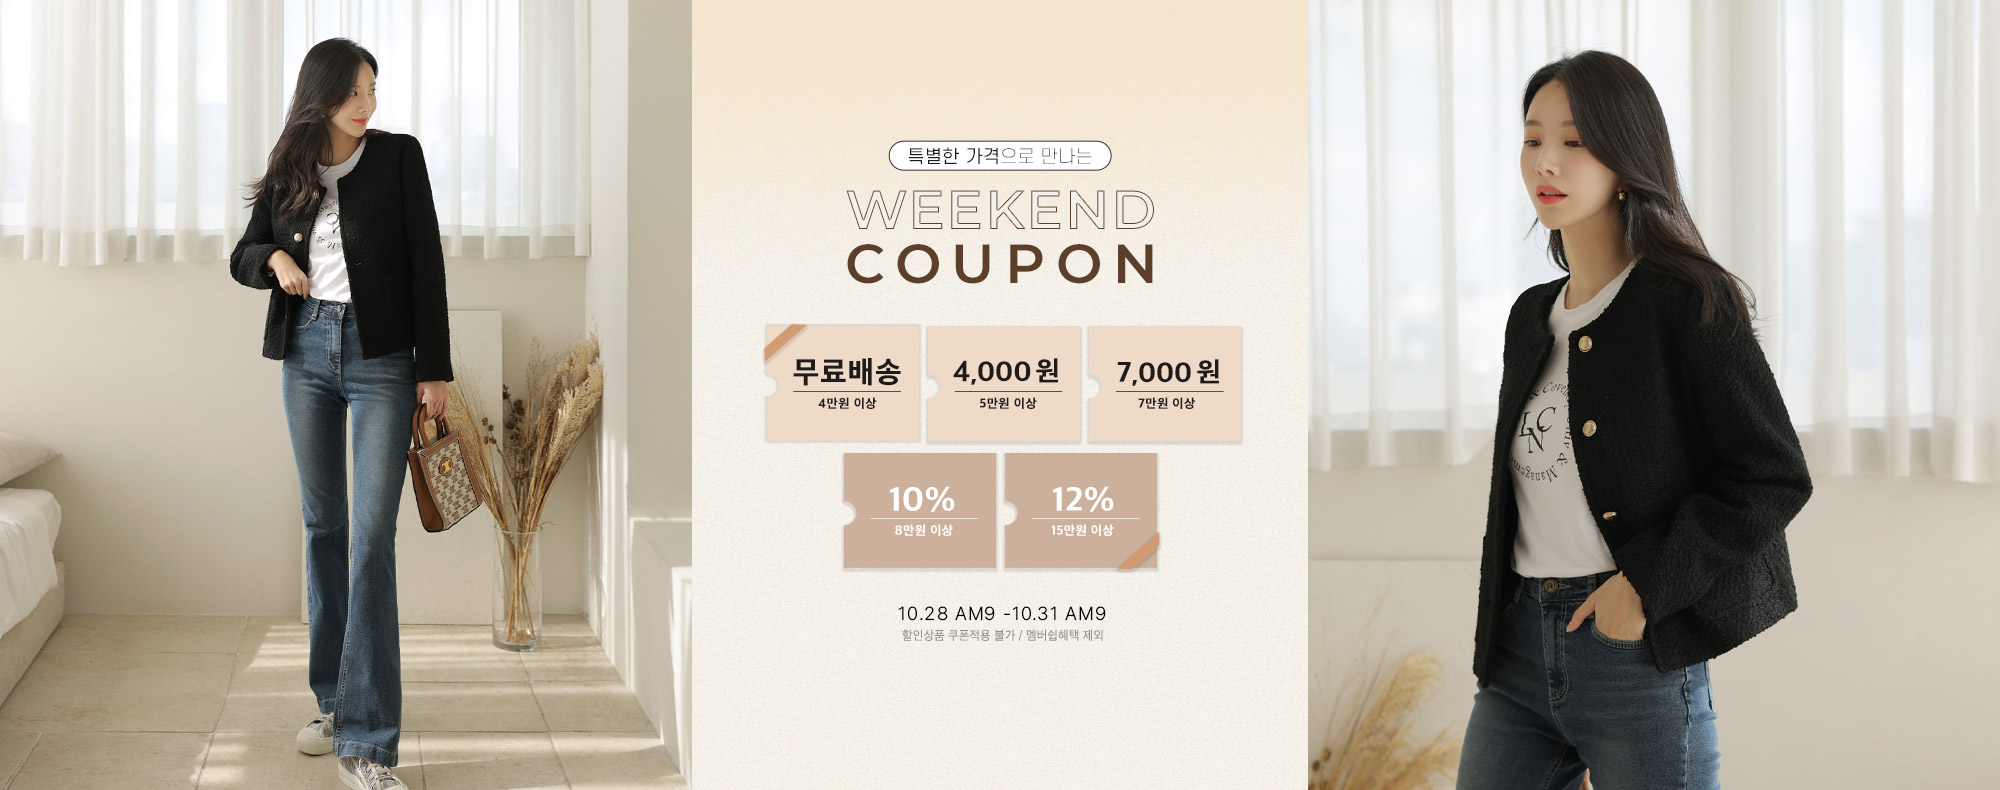 특별한 가격으로 만나는
WEEKEND
COUPON
무료배송
4만원 이상
4,000원
5만원 이상
7,000원
7만원 이상
10%
8만원 이상
12%
15만원 이상
10.28 AM9 -10.31 AM9
할인상품 쿠폰적용 불가 / 멤버쉽혜택 제외
LNC